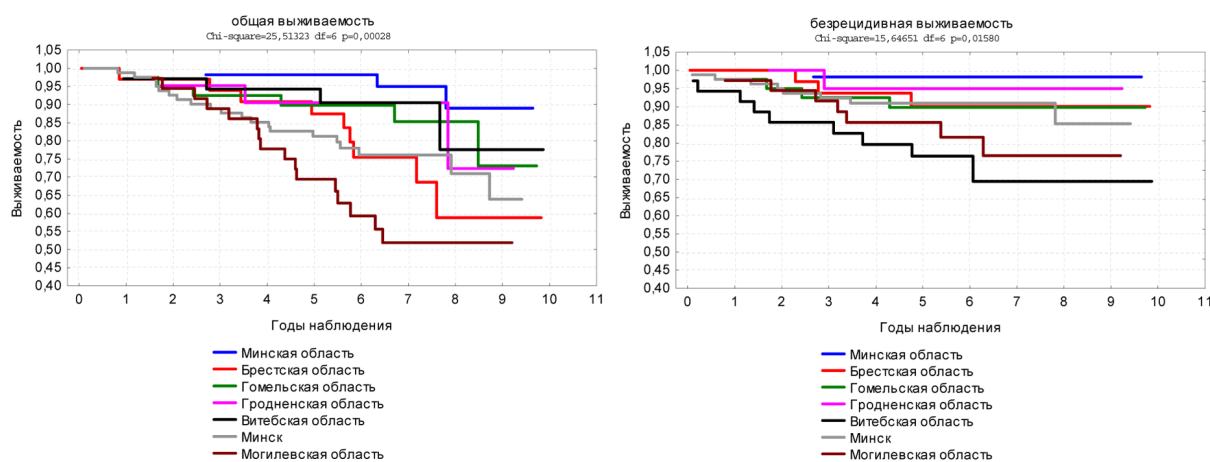 общая выживаемость
Chi-square=25,51323 df=6 p=0,00028
1,05
1,00
0,95
0,90
0,85
0,80
0,75
0,70
0,65
0,60
0,55
0,50
0,45
0,40
Выживаемость
0 1 2 3 4 5 6 7 8 9 10 11
Годы наблюдения
Минская область
Брестская область
Гомельская область
Гродненская область
Витебская область
Минск
Могилевская область
безрецидивная выживаемость
Chi-square=15,64651 df=6 p=0,01580
1,05
1,00
0,95
0,90
0,85
0,80
0,75
0,70
0,65
0,60
0,55
0,50
0,45
0,40
Выживаемость
0 1 2 3 4 5 6 7 8 9 10 11
Годы наблюдения
Минская область
Брестская область
Гомельская область
Гродненская область
Витебская область
Минск
Могилевская область